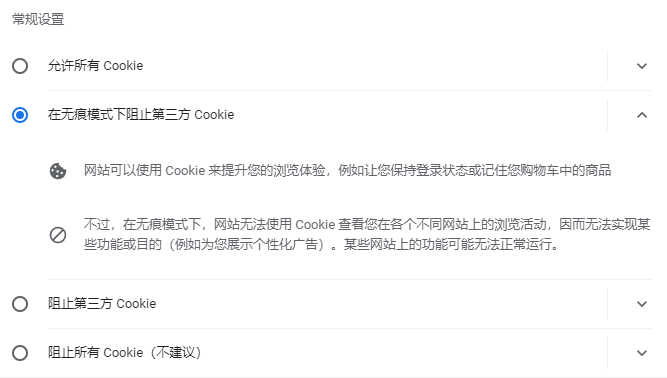 常规设置
允许所有 Cookie
在无痕模式下阻止第三方 Cookie
网站可以使用 Cookie 来提升您的浏览体验，例如让您保持登录状态或记住您购物车中的商品
不过，在无痕模式下，网站无法使用 Cookie 查看您在各个不同网站上的浏览活动，因而无法实现某
些功能或目的（例如为您展示个性化广告）。某些网站上的功能可能无法正常运行。
阻止第三方 Cookie
阻止所有 Cookie（不建议）